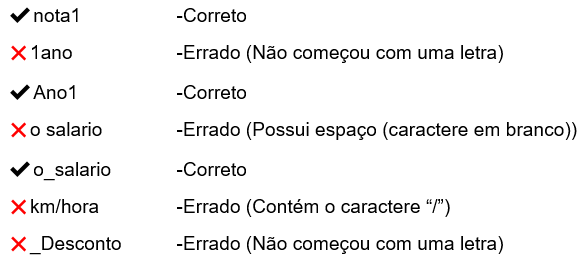 ✔ nota1 -Correto
❌ 1ano -Errado (Não começou com uma letra)
✔ Ano1 -Correto
❌ o salario -Errado (Possui espaço (caractere em branco))
✔ o_salario -Correto
❌ km/hora -Errado (Contém o caractere “/”)
❌ _Desconto -Errado (Não começou com uma letra)